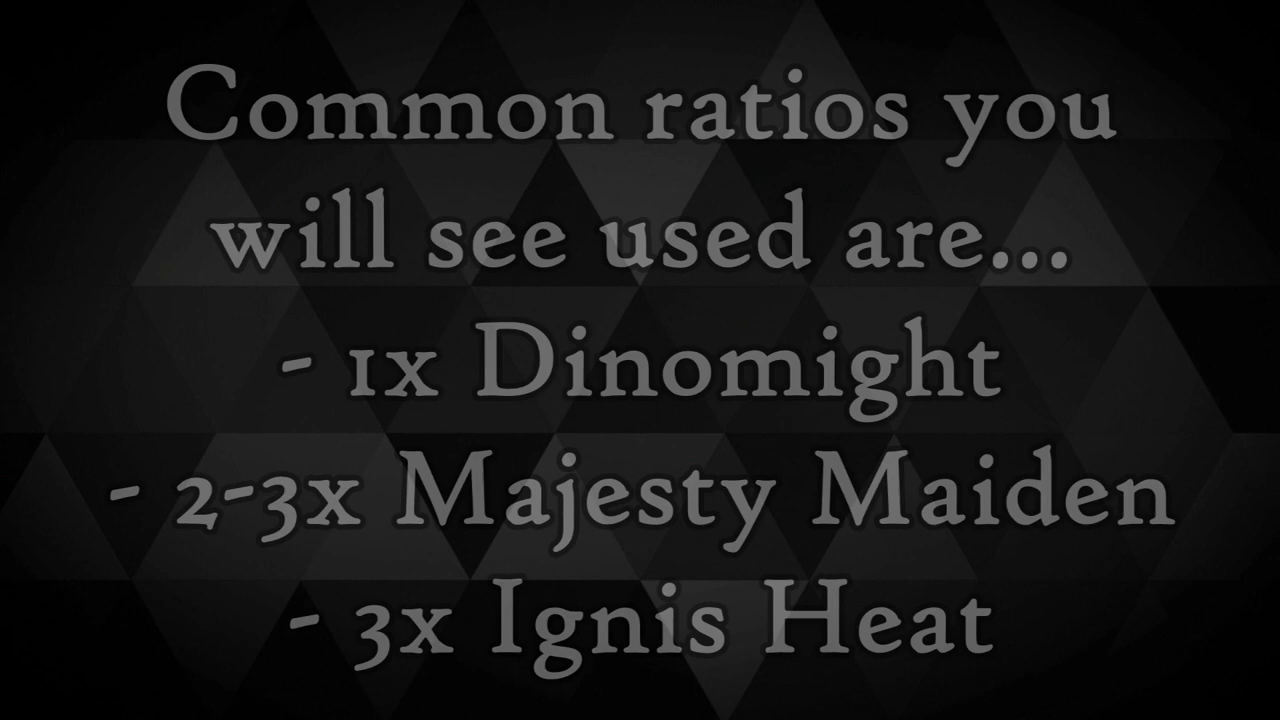 Common ratios you
will see used are...
- 1x Dinomight
- 2-3x Majesty Maiden
- 3x Ignis Heat